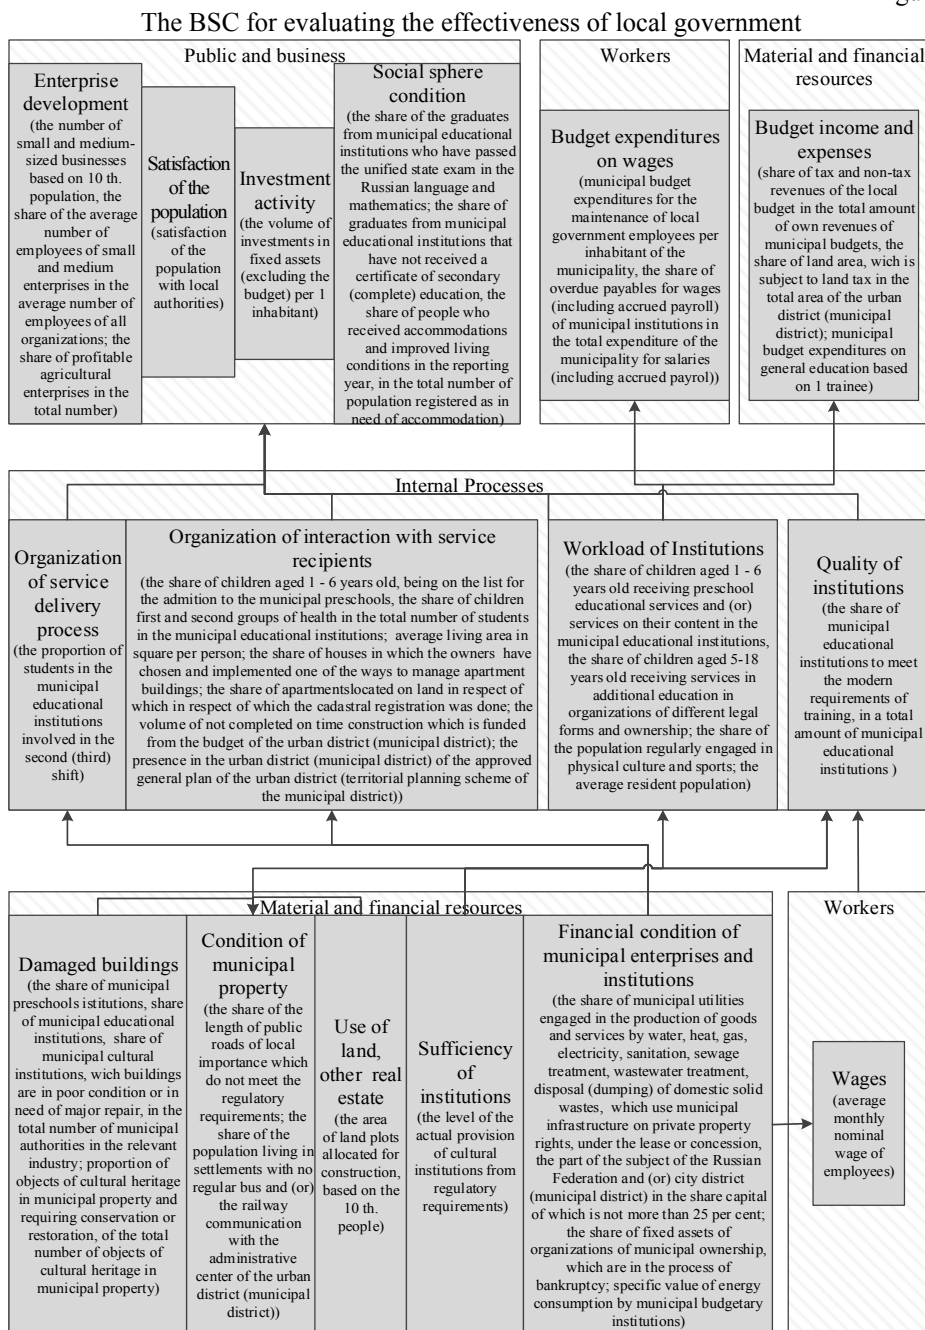 gu
The BSC for evaluating the effectiveness of local government
Public and business
Enterprise
development
(the number of
small and medium-
sized businesses
based on 10 th.
population, the
share of the average
number of
employees of small
and medium
enterprises in the
average number of
employees of all
organizations; the
share of profitable
agricultural
enterprises in the
total number)
Satisfaction
of the
population
(satisfaction
of the
population
with local
authorities)
Investment
activity
(the volume of
investments in
fixed assets
(excluding the
budget) per 1
inhabitant)
Social sphere
condition
(the share of the graduates
from municipal educational
institutions who have passed
the unified state exam in the
Russian language and
mathematics; the share of
graduates from municipal
educational institutions that
have not received a
certificate of secondary
(complete) education, the
share of people who
received accommodations
and improved living
conditions in the reporting
year, in the total number of
population registered as in
need of accommodation)
Workers
Budget expenditures
on wages
(municipal budget
expenditures for the
maintenance of local
government employees per
inhabitant of the
municipality, the share of
overdue payables for wages
(including accrued payroll)
of municipal institutions in
the total expenditure of
the municipality for salaries
(including accrued payrol))
Material and financial
resources
Budget income and
expenses
(share of tax and non-tax
revenues of the local
budget in the total amount
of own revenues of
municipal budgets, the
share of land area, wich is
subject to land tax in the
total area of the urban
district (municipal
district); municipal
budget expenditures on
general education based
on 1 trainee)
Internal Processes
Organization
of service
delivery
process
(the proportion of
students in the
municipal
educational
institutions
involved in the
second (third)
shift)
Organization of interaction with service
recipients
(the share of children aged 1 - 6 years old, being on the list for
the admition to the municipal preschools, the share of children
first and second groups of health in the total number of students
in the municipal educational institutions; average living area in
square per person; the share of houses in which the owners have
chosen and implemented one of the ways to manage apartment
buildings; the share of apartmentslocated on land in respect of
which in respect of which the cadastral registration was done; the
volume of not completed on time construction which is funded
from the budget of the urban district (municipal district); the
presence in the urban district (municipal district) of the approved
general plan of the urban district (territorial planning scheme of
the municipal district))
Workload of Institutions
(the share of children aged 1 - 6
years old receiving preschool
educational services and (or)
services on their content in the
municipal educational institutions,
the share of children aged 5-18
years old receiving services in
additional education in
organizations of different legal
forms and ownership; the share of
the population regularly engaged in
physical culture and sports; the
average resident population)
Quality of
institutions
(the share of
municipal
educational
institutions to meet
the modern
requirements of
training, in a total
amount of municipal
educational
institutions )
Material and financial resources
Damaged buildings
(the share of municipal
preschools istitutions, share
of municipal educational
institutions, share of
municipal cultural
institutions, wich buildings
are in poor condition or in
need of major repair, in the
total number of municipal
authorities in the relevant
industry; proportion of
objects of cultural heritage
in municipal property and
requiring conservation or
restoration, of the total
number of objects of
cultural heritage in
municipal property)
Condition of
municipal
property
(the share of the
length of public
roads of local
importance which
do not meet the
regulatory
requirements; the
share of the
population living in
settlements with no
regular bus and (or)
the railway
communication
with the
administrative
center of the urban
district (municipal
district))
Use of
land,
other real
estate
(the area
of land plots
allocated for
construction,
based on the
10 th.
people)
Sufficiency
of
institutions
(the level of the
actual provision
of cultural
institutions from
regulatory
requirements)
Financial condition of
municipal enterprises and
institutions
(the share of municipal utilities
engaged in the production of goods
and services by water, heat, gas,
electricity, sanitation, sewage
treatment, wastewater treatment,
disposal (dumping) of domestic solid
wastes, which use municipal
infrastructure on private property
rights, under the lease or concession,
the part of the subject of the Russian
Federation and (or) city district
(municipal district) in the share capital
of which is not more than 25 per cent;
the share of fixed assets of
organizations of municipal ownership,
which are in the process of
bankruptcy; specific value of energy
consumption by municipal budgetary
institutions)
Workers
Wages
(average
monthly
nominal
wage of
employees)